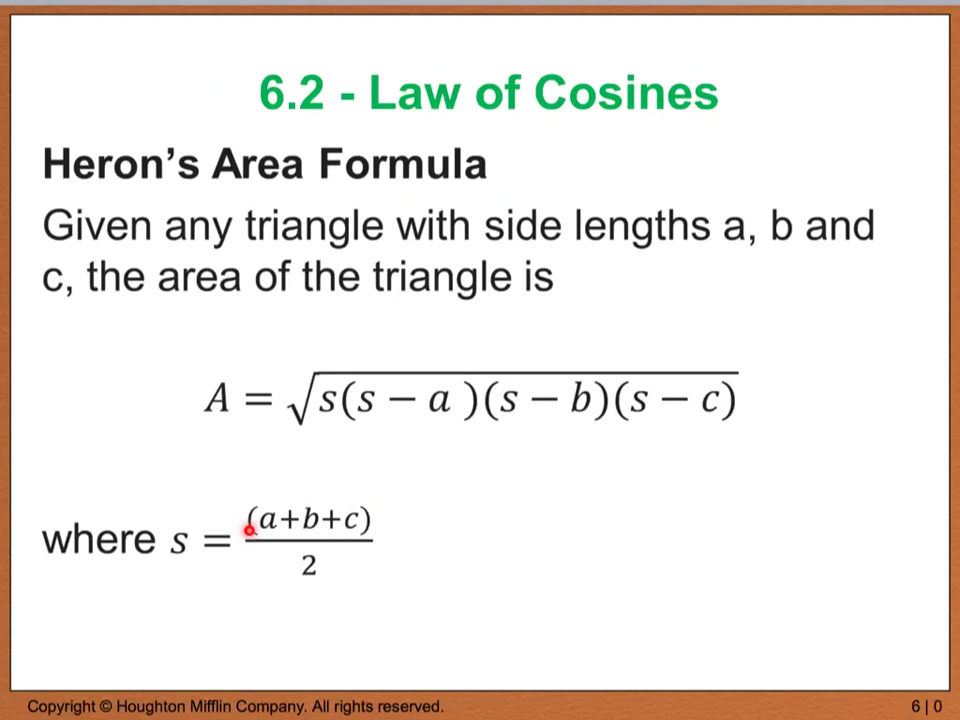 6.2 - Law of Cosines
Heron’s Area Formula
Given any triangle with side lengths a, b and
c, the area of the triangle is
A = √s(s − a )(s − b)(s − c)
where s = (a+b+c)/2
Copyright © Houghton Mifflin Company. All rights reserved.
6 | 0